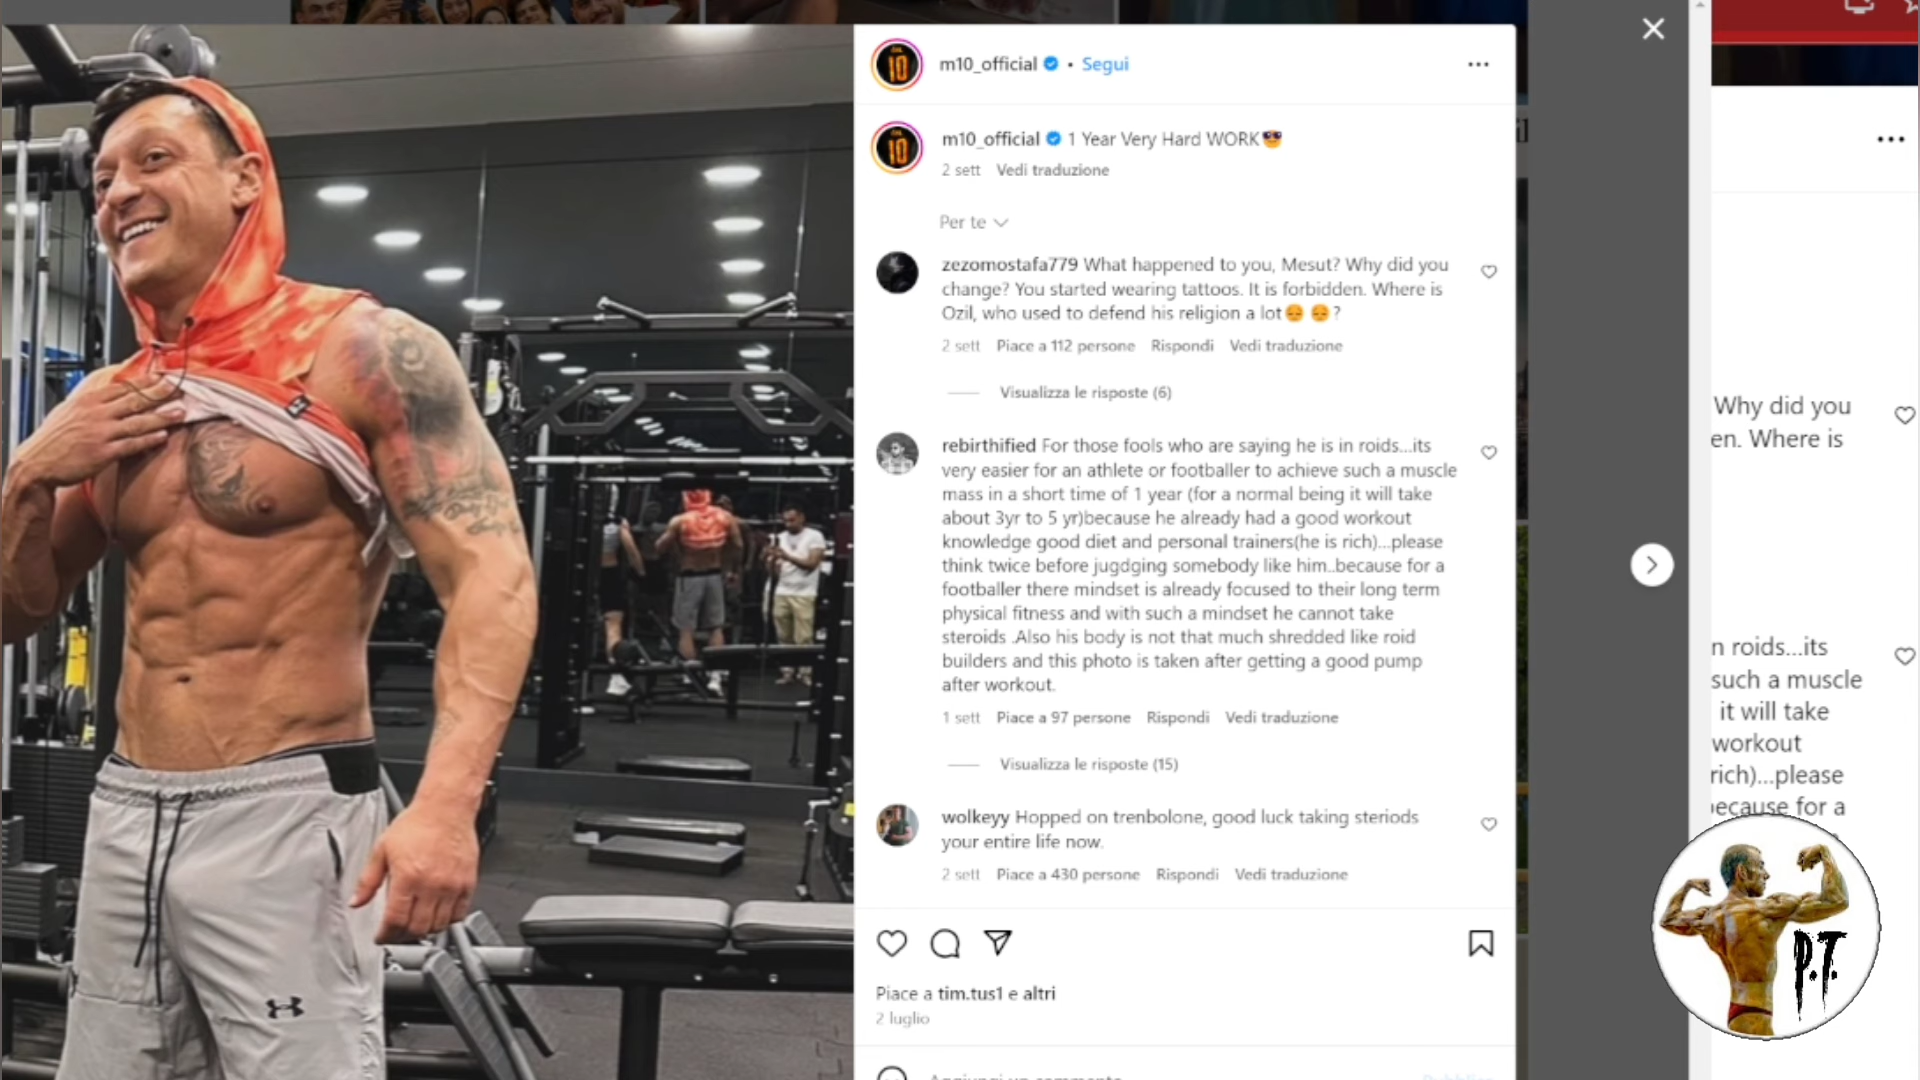 m10_official • Segui
m10_official 1 Year Very Hard WORK😎
2 sett Vedi traduzione
Per te
zezomostafa779 What happened to you, Mesut? Why did you
change? You started wearing tattoos. It is forbidden. Where is
Ozil, who used to defend his religion a lot😔 😔?
2 sett Piace a 112 persone Rispondi Vedi traduzione
Visualizza le risposte (6)
rebirthified For those fools who are saying he is in roids...its
very easier for an athlete or footballer to achieve such a muscle
mass in a short time of 1 year (for a normal being it will take
about 3yr to 5 yr)because he already had a good workout
knowledge good diet and personal trainers(he is rich)...please
think twice before jugdging somebody like him..because for a
footballer there mindset is already focused to their long term
physical fitness and with such a mindset he cannot take
steroids .Also his body is not that much shredded like roid
builders and this photo is taken after getting a good pump
after workout.
1 sett Piace a 97 persone Rispondi Vedi traduzione
Visualizza le risposte (15)
wolkeyy Hopped on trenbolone, good luck taking steriods
your entire life now.
2 sett Piace a 430 persone Rispondi Vedi traduzione
Piace a tim.tus1 e altri
2 luglio
Why did you
en. Where is
n roids...its
such a muscle
it will take
workout
rich)...please
ecause for a
P.T.
10
10